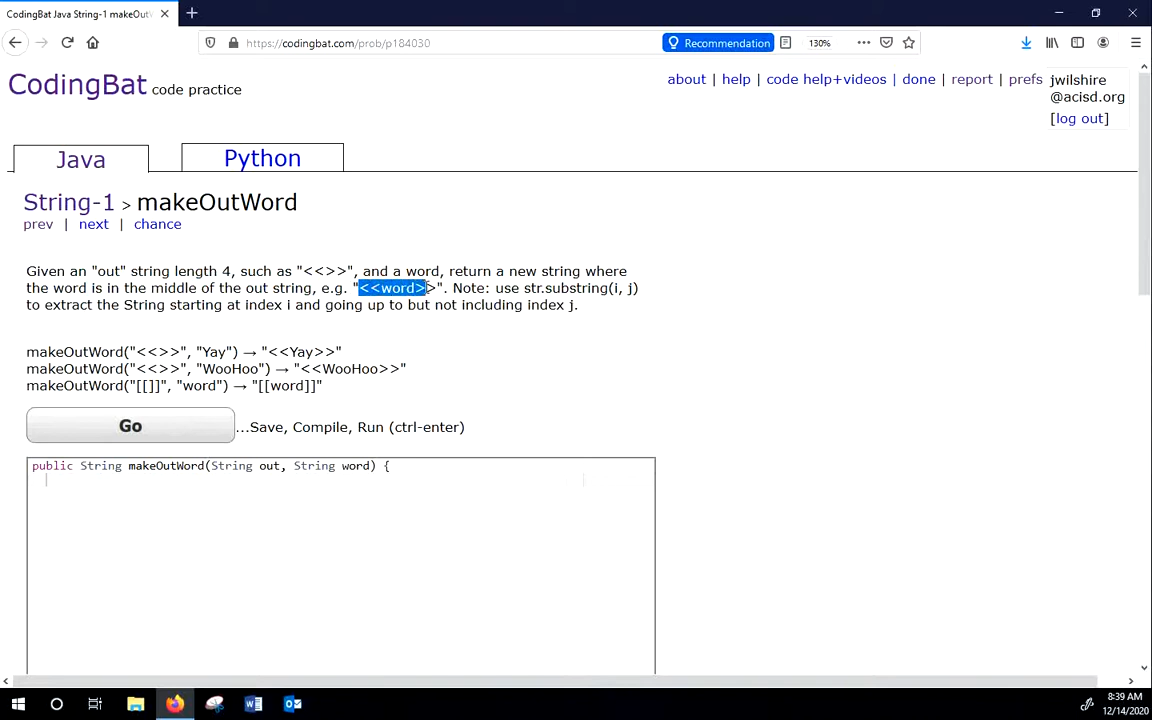 CodingBat Java String-1 makeOutW
https://codingbat.com/prob/p184030
Recommendation
130%
CodingBat code practice
about | help | code help+videos | done | report | prefs
jwilshire
@acisd.org
[log out]
Java
Python
String-1 > makeOutWord
prev | next | chance
Given an "out" string length 4, such as "<<>>", and a word, return a new string where
the word is in the middle of the out string, e.g. "<<word>>". Note: use str.substring(i, j)
to extract the String starting at index i and going up to but not including index j.
makeOutWord("<<>>", "Yay") → "<<Yay>>"
makeOutWord("<<>>", "WooHoo") → "<<WooHoo>>"
makeOutWord("[[]]", "word") → "[[word]]"
Go
...Save, Compile, Run (ctrl-enter)
public String makeOutWord(String out, String word) {
8:39 AM
12/14/2020